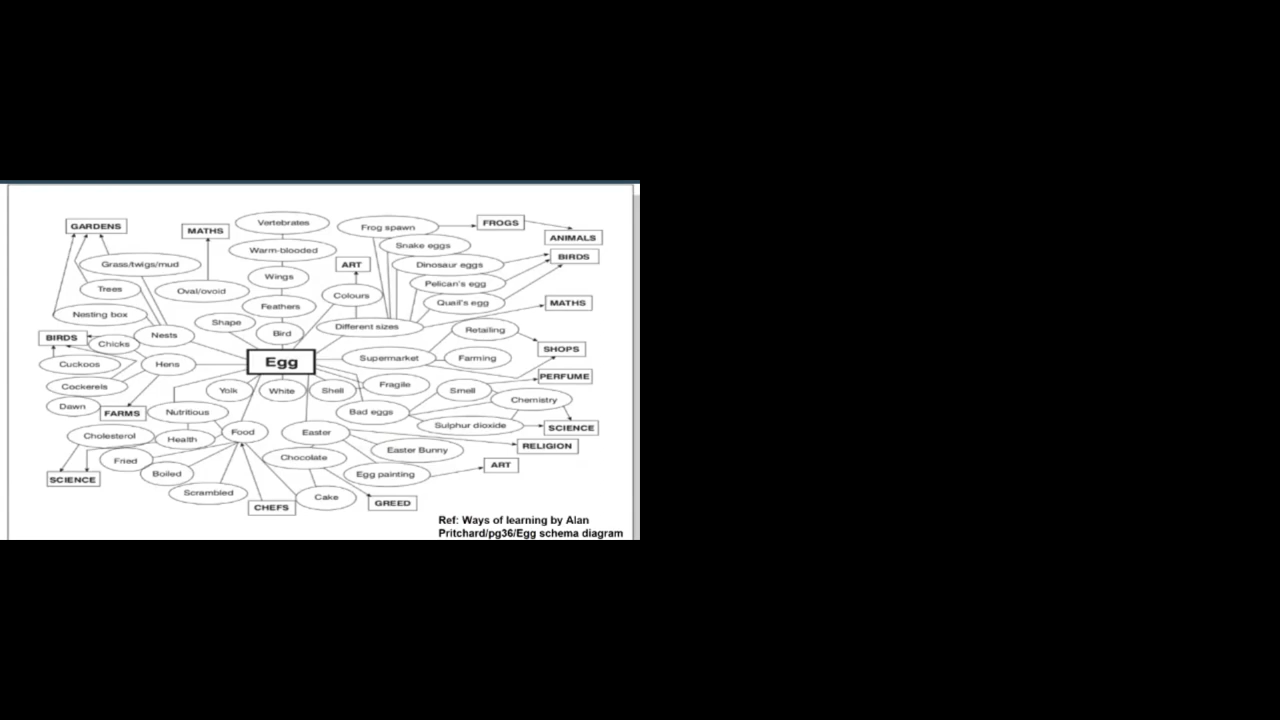 GARDENS
MATHS
Vertebrates
Frog spawn
FROGS
ANIMALS
Grass/twigs/mud
Warm-blooded
ART
Snake eggs
BIRDS
Dinosaur eggs
Trees
Oval/ovoid
Wings
Colours
Pelican's egg
Nesting box
Feathers
Quail's egg
MATHS
Shape
Bird
Different sizes
Retailing
BIRDS
Chicks
Nests
SHOPS
Cuckoos
Hens
Egg
Supermarket
Farming
PERFUME
Cockerels
Yolk
White
Shell
Fragile
Smell
Chemistry
Dawn
FARMS
Nutritious
Bad eggs
Sulphur dioxide
SCIENCE
Cholesterol
Health
Food
Easter
RELIGION
Easter Bunny
Fried
Chocolate
ART
Boiled
Egg painting
SCIENCE
Scrambled
CHEFS
Cake
GREED
Ref: Ways of learning by Alan
Pritchard/pg36/Egg schema diagram